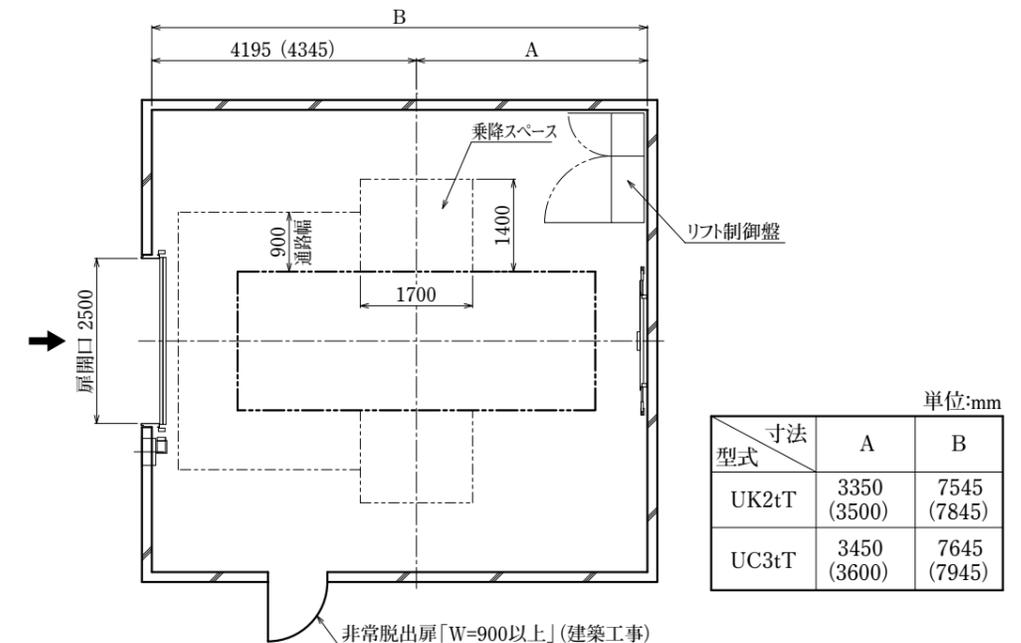 B
4195 (4345)
A
乗降スペース
900
通路幅
1400
リフト制御盤
1700
扉開口 2500
単位:mm
寸法
型式
A
B
UK2tT
3350
(3500)
7545
(7845)
UC3tT
3450
(3600)
7645
(7945)
非常脱出扉「W=900以上」(建築工事)